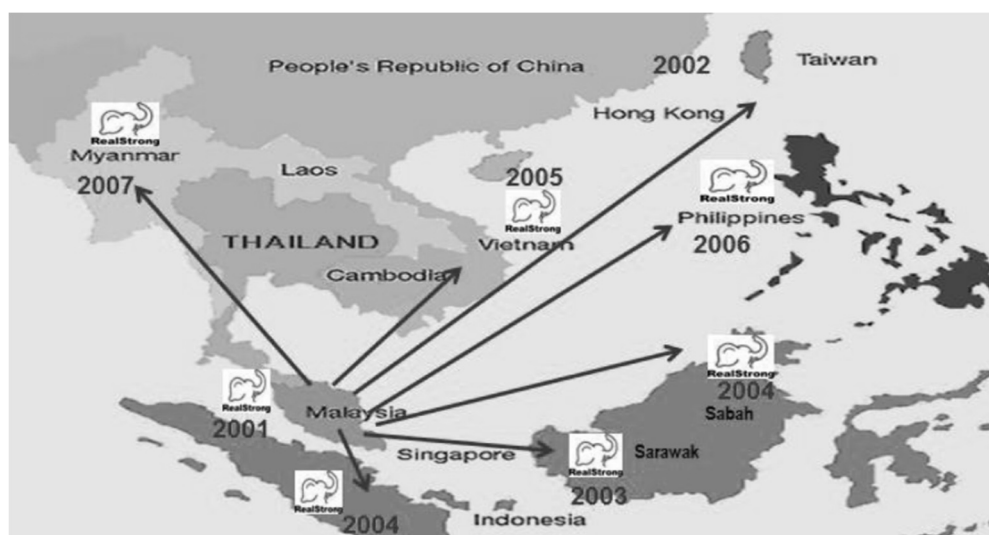 People's Republic of China
2002
Taiwan
Hong Kong
RealStrong
Myanmar
2007
Laos
2005
RealStrong
Vietnam
RealStrong
Philippines
2006
THAILAND
Cambodia
RealStrong
2001
Malaysia
RealStrong
2004
Sabah
Singapore
Sarawak
RealStrong
2003
RealStrong
2004
Indonesia